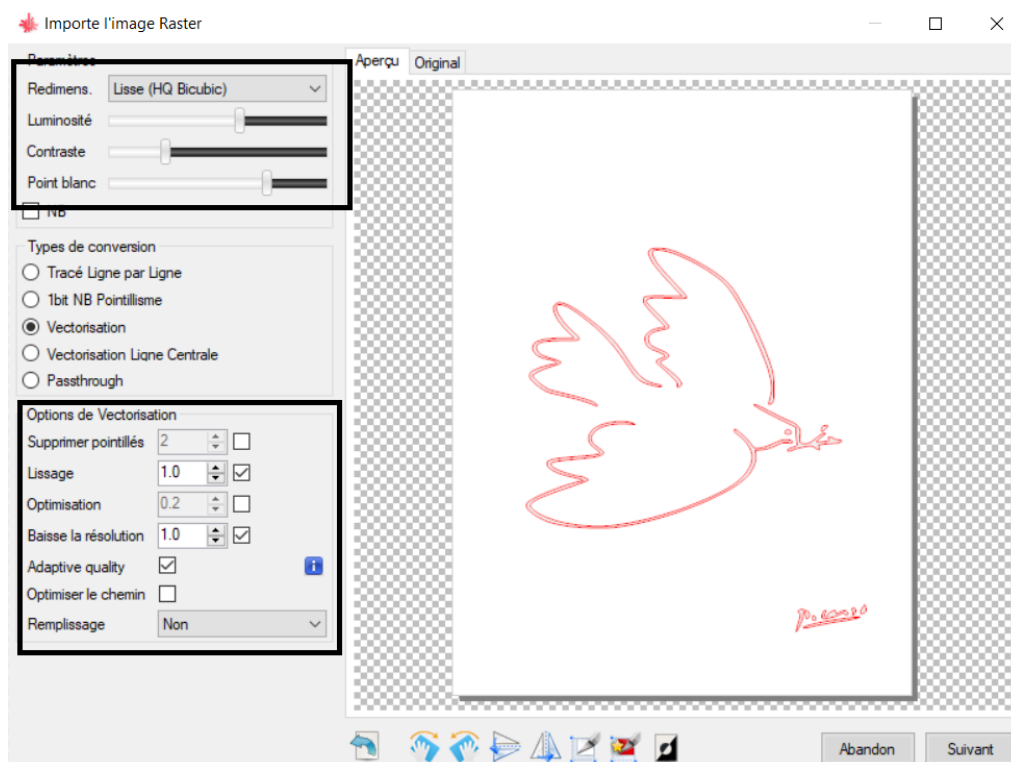 Importe l'image Raster
Paramètres
Redimens. Lisse (HQ Bicubic)
Luminosité
Contraste
Point blanc
NB
Types de conversion
Tracé Ligne par Ligne
1bit NB Pointillisme
Vectorisation
Vectorisation Ligne Centrale
Passthrough
Options de Vectorisation
Supprimer pointillés 2
Lissage 1.0
Optimisation 0.2
Baisse la résolution 1.0
Adaptive quality
Optimiser le chemin
Remplissage Non
Aperçu Original
Picasso
Abandon Suivant